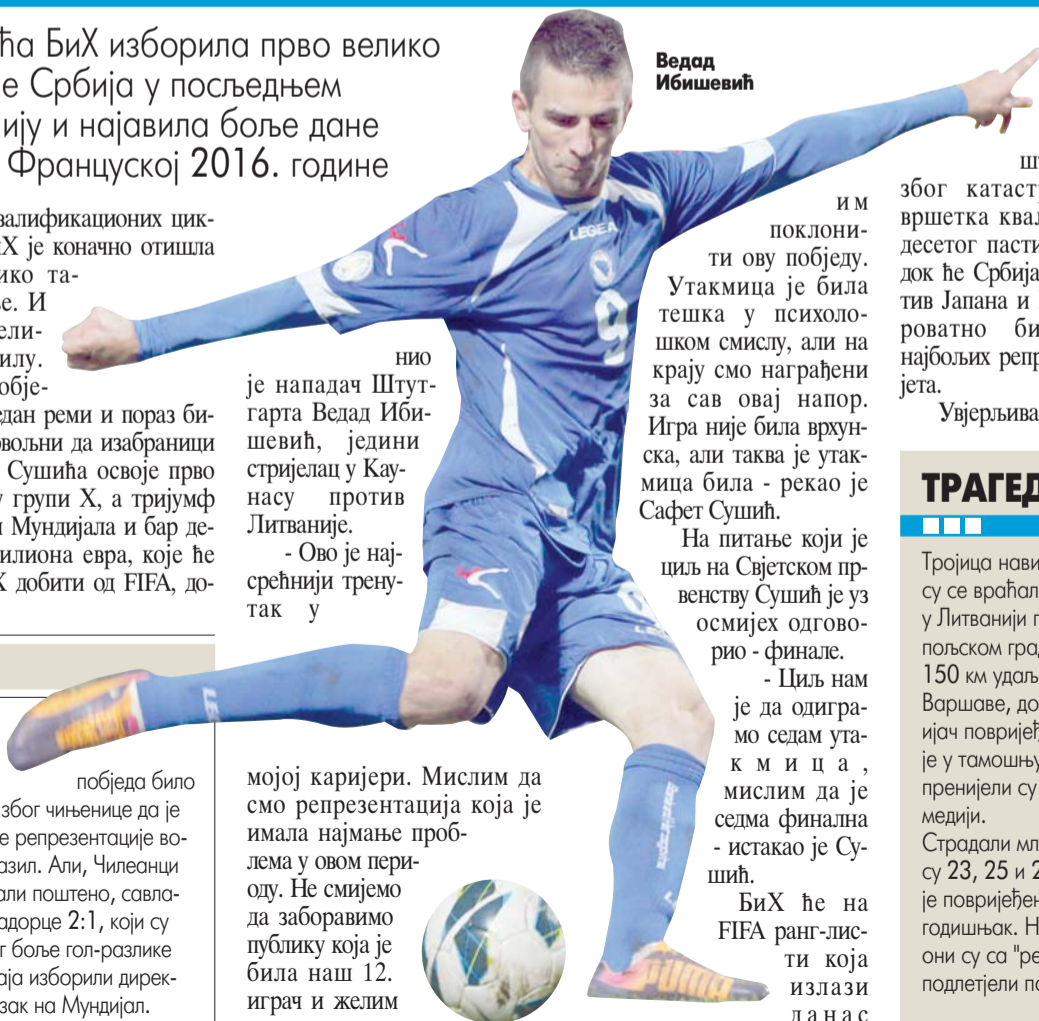 ћа БиХ изборила прво велико
е Србија у посљедњем
ију и најавила боље дане
Француској 2016. године
Ведад
Ибишевић
валификационих цик-
иХ је коначно отишла
ико та-
е. И
ели-
илу.
обје-
едан реми и пораз би-
овољни да изабраници
Сушића освоје прво
у групи Х, а тријумф
и Мундијала и бар де-
илиона евра, које ће
Х добити од FIFA, до-
побједа било
због чињенице да је
е репрезентације во-
азил. Али, Чилеанци
али поштено, савла-
адорце 2:1, који су
г боље гол-разлике
аја изборили дирек-
зак на Мундијал.
нио
је нападач Штут-
гарта Ведад Иби-
шевић, једини
стријелац у Кау-
насу против
Литваније.
- Ово је нај-
срећнији трену-
так у
мојој каријери. Мислим да
смо репрезентација која је
имала најмање проб-
лема у овом пери-
оду. Не смијемо
да заборавимо
публику која је
била наш 12.
играч и желим
им
поклони-
ти ову побједу.
Утакмица је била
тешка у психоло-
шком смислу, али на
крају смо награђени
за сав овај напор.
Игра није била врхун-
ска, али таква је утак-
мица била - рекао је
Сафет Сушић.
На питање који је
циљ на Свјетском пр-
венству Сушић је уз
осмијех одгово-
рио - финале.
- Циљ нам
је да одигра-
мо седам ута-
кмица,
мислим да је
седма финална
- истакао је Су-
шић.
БиХ ће на
FIFA ранг-лис-
ти која
излази
данас
шт
због катаст
вршетка квал
десетог пасти
док ће Србија
тив Јапана и
роватно би
најбољих репр
јета.
Увјерљива
ТРАГЕД
Тројица нави
су се враћал
у Литванији п
пољском град
150 км удаљ
Варшаве, до
ијач повријеђ
је у тамошњу
пренијели су
медији.
Страдали мл
су 23, 25 и 2
је повријеђен
годишњак. Н
они су са "ре
подлетјели по
LEGEA
9